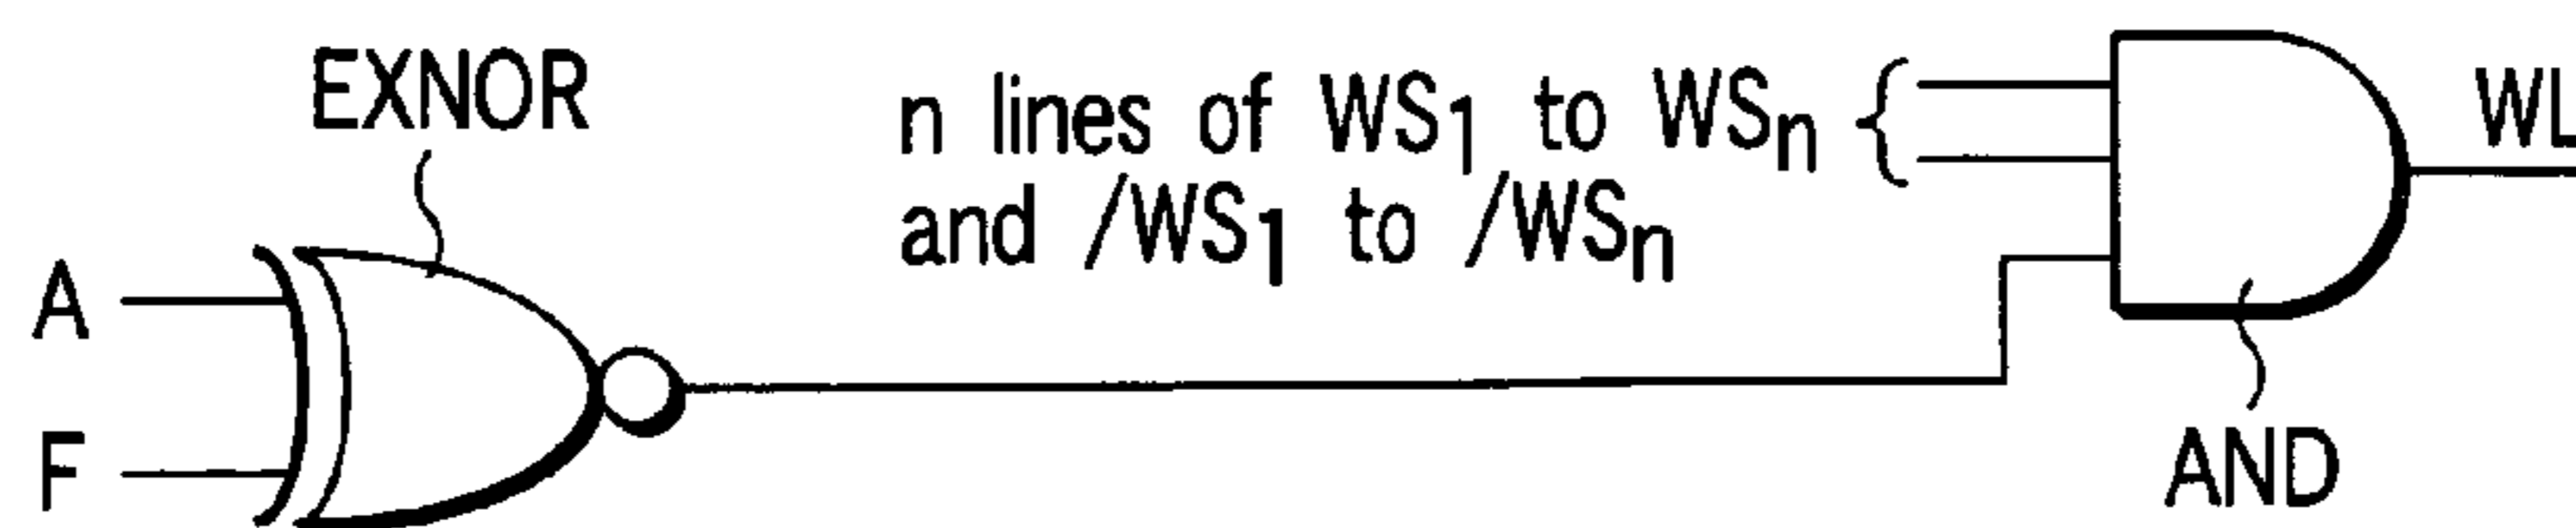 EXNOR
n lines of WS1 to WSn
and /WS1 to /WSn
WL
A
F
AND